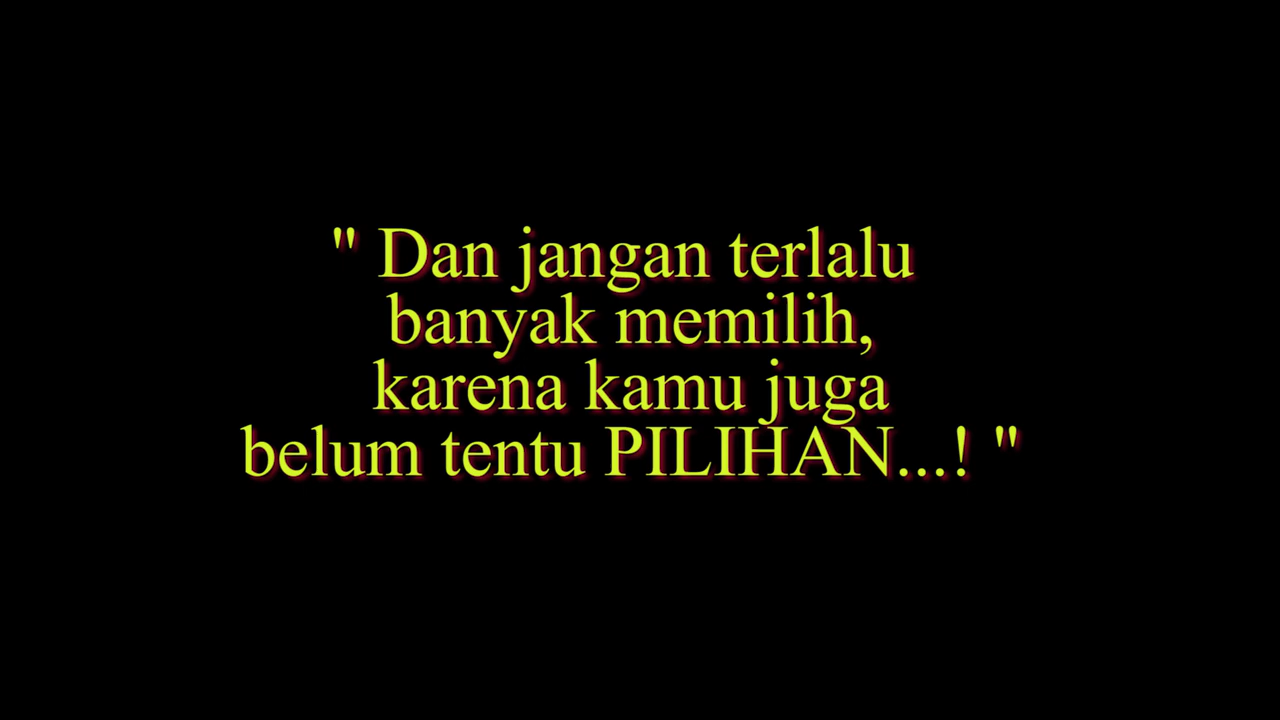 " Dan jangan terlalu
banyak memilih,
karena kamu juga
belum tentu PILIHAN...! "